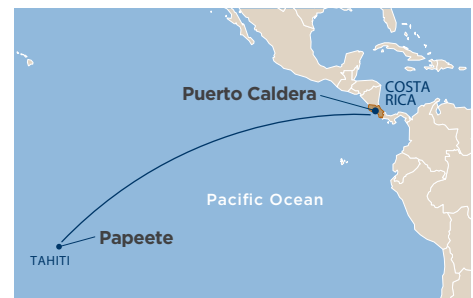 COSTA
RICA
Puerto Caldera
Pacific Ocean
Papeete
TAHITI